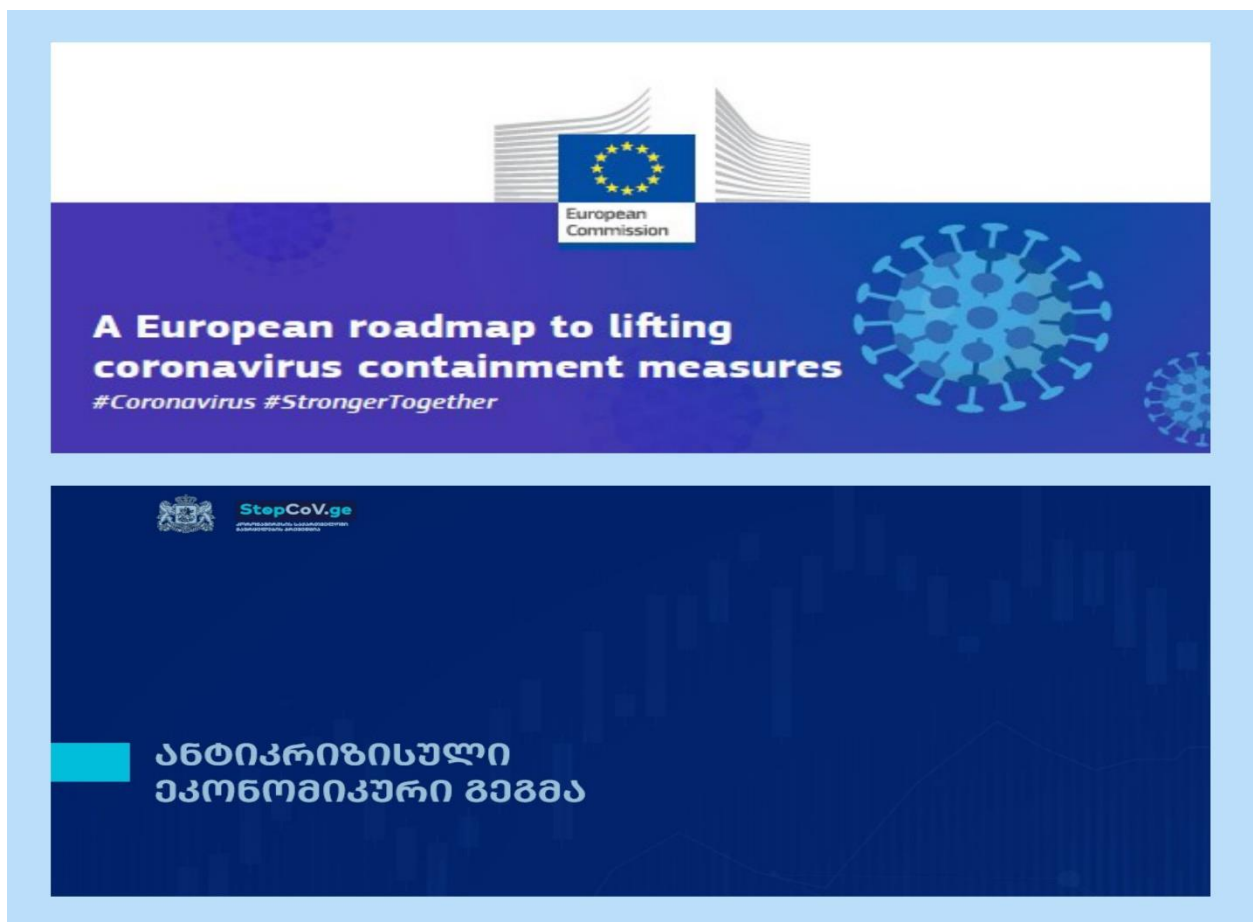 European
Commission
A European roadmap to lifting
coronavirus containment measures
#Coronavirus #StrongerTogether
StopCoV.ge
ანტიკრიზისული
ეკონომიკური გეგმა